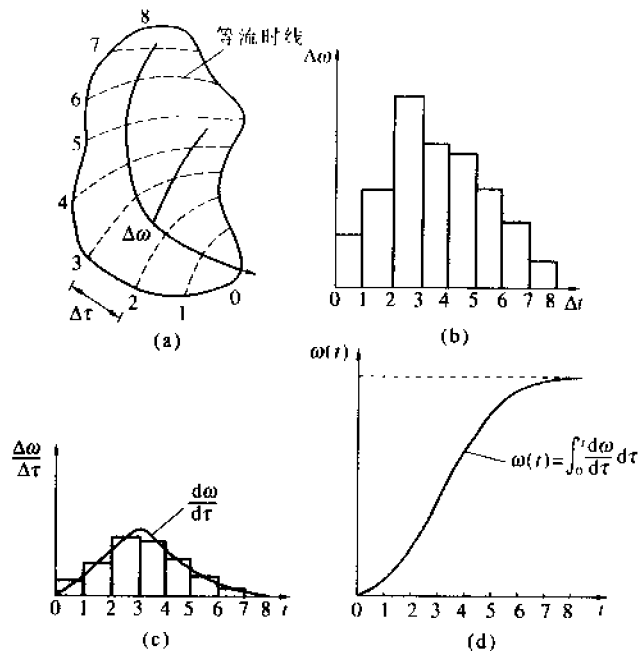 8
7
等流时线
6
5
4
Δω
3
2
1
0
Δτ
(a)
Δω
0 1 2 3 4 5 6 7 8 Δt
(b)
Δω/Δτ
dω/dτ
0 1 2 3 4 5 6 7 8 t
(c)
ω(t)
ω(t)=∫₀ᵗ dω/dτ dτ
0 1 2 3 4 5 6 7 8 t
(d)